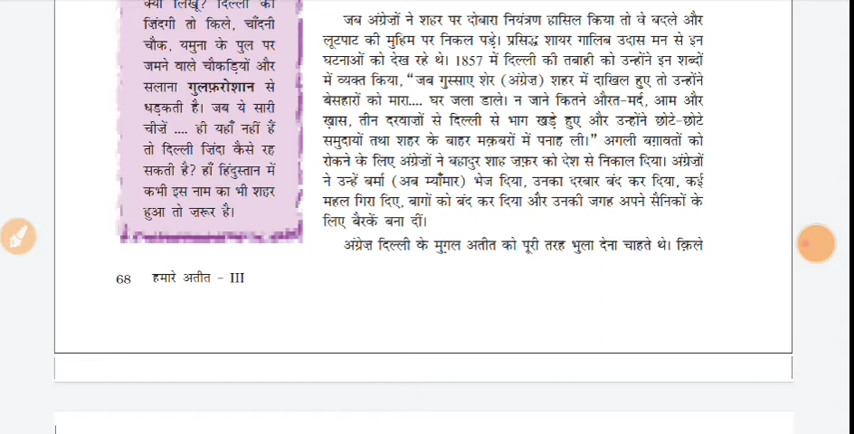 क्या लिखूँ? दिल्ली की
ज़िंदगी तो किले, चाँदनी
चौक, यमुना के पुल पर
जमने वाले चौकड़ियों और
सलाना गुलफ़रोशान से
धड़कती है। जब ये सारी
चीज़ें .... ही यहाँ नहीं हैं
तो दिल्ली ज़िंदा कैसे रह
सकती है? हाँ हिंदुस्तान में
कभी इस नाम का भी शहर
हुआ तो ज़रूर है।
जब अंग्रेज़ों ने शहर पर दोबारा नियंत्रण हासिल किया तो वे बदले और
लूटपाट की मुहिम पर निकल पड़े। प्रसिद्ध शायर गालिब उदास मन से इन
घटनाओं को देख रहे थे। 1857 में दिल्ली की तबाही को उन्होंने इन शब्दों
में व्यक्त किया, “जब गुस्साए शेर (अंग्रेज़) शहर में दाखिल हुए तो उन्होंने
बेसहारों को मारा.... घर जला डाले। न जाने कितने औरत-मर्द, आम और
ख़ास, तीन दरवाज़ों से दिल्ली से भाग खड़े हुए और उन्होंने छोटे-छोटे
समुदायों तथा शहर के बाहर मक़बरों में पनाह ली।” अगली बग़ावतों को
रोकने के लिए अंग्रेज़ों ने बहादुर शाह ज़फ़र को देश से निकाल दिया। अंग्रेज़ों
ने उन्हें बर्मा (अब म्याँमार) भेज दिया, उनका दरबार बंद कर दिया, कई
महल गिरा दिए, बागों को बंद कर दिया और उनकी जगह अपने सैनिकों के
लिए बैरकें बना दीं।
अंग्रेज़ दिल्ली के मुग़ल अतीत को पूरी तरह भुला देना चाहते थे। क़िले
68 हमारे अतीत – III